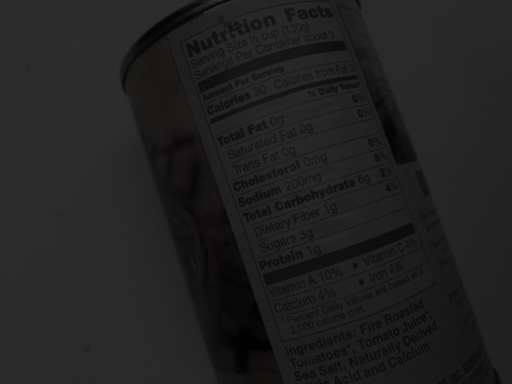 Nutrition Facts
Serving Size ½ cup (130g)
Servings Per Container about 3
Amount Per Serving
Calories 30 Calories from Fat 0
% Daily Value*
Total Fat 0g 0%
Saturated Fat 0g 0%
Trans Fat 0g
Cholesterol 0mg 0%
Sodium 200mg 8%
Total Carbohydrate 6g 2%
Dietary Fiber 1g 4%
Sugars 3g
Protein 1g
Vitamin A 10% • Vitamin C 4%
Calcium 4% • Iron 4%
* Percent Daily Values are based on a
2,000 calorie diet.
Ingredients: Fire Roasted
Tomatoes*, Tomato Juice*,
Sea Salt, Naturally Derived
Acid and Calcium